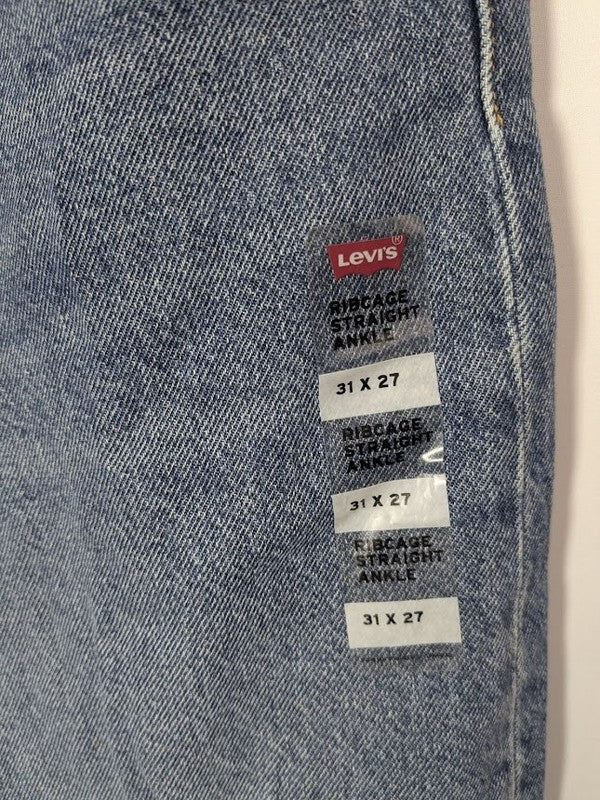 Levi's®
RIBCAGE
STRAIGHT
ANKLE
31 X 27
RIBCAGE
STRAIGHT
ANKLE
31 X 27
RIBCAGE
STRAIGHT
ANKLE
31 X 27